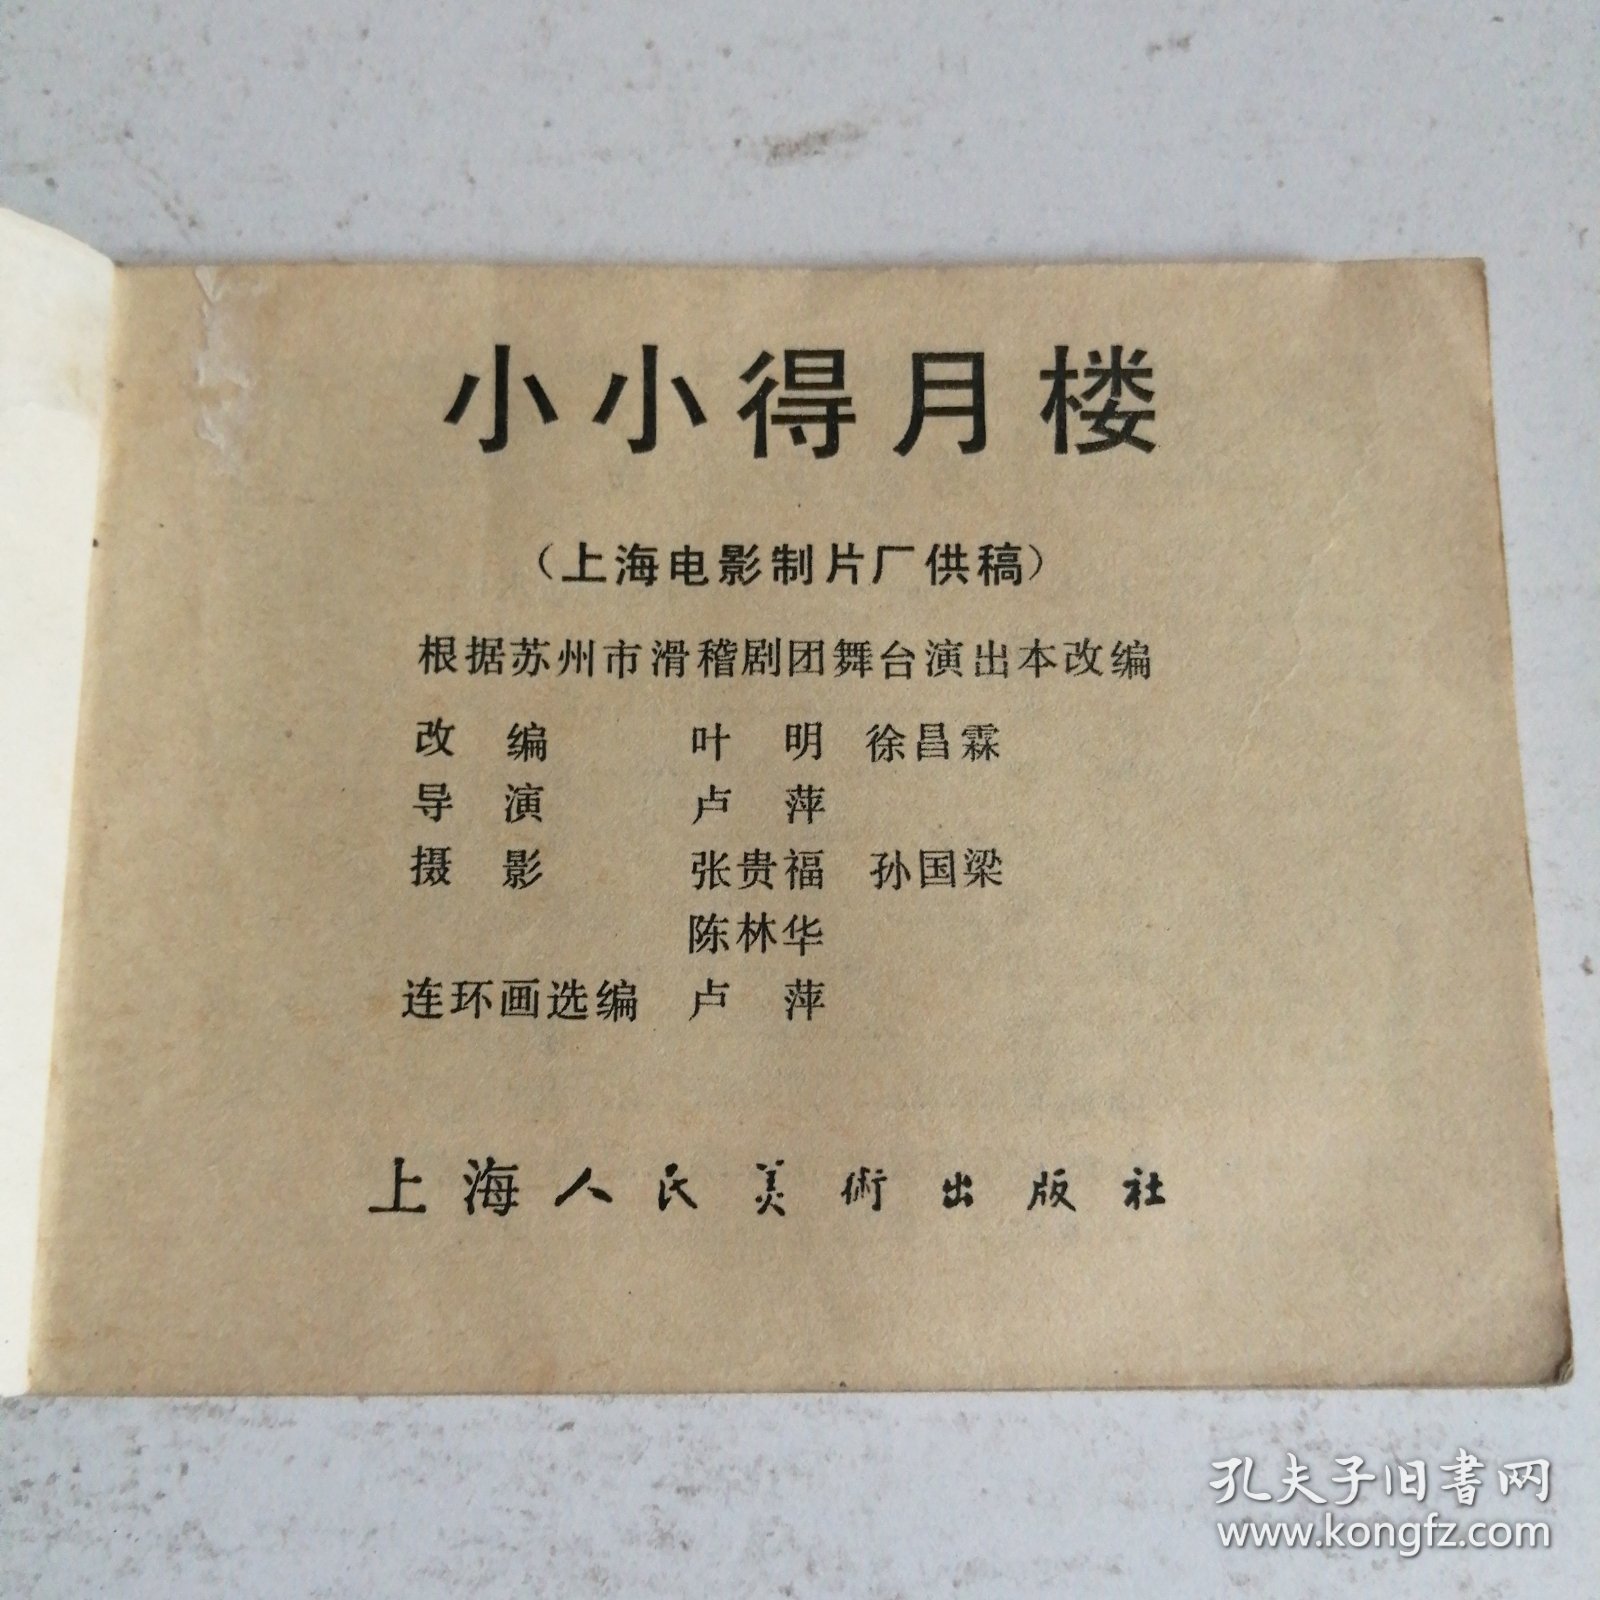 小小得月楼
（上海电影制片厂供稿）
根据苏州市滑稽剧团舞台演出本改编
改 编 叶 明 徐昌霖
导 演 卢 萍
摄 影 张贵福 孙国梁
陈林华
连环画选编 卢 萍
上海人民美術出版社
孔夫子旧書网
www.kongfz.com